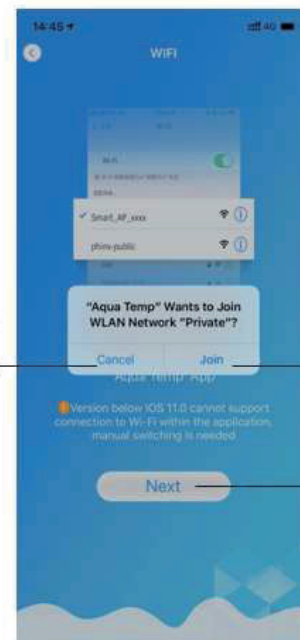 14:45
4G
WIFI
Smart_AP_xxxx
phinx-public
"Aqua Temp" Wants to Join
WLAN Network "Private"?
Cancel
Join
Aqua Temp App
Version below IOS 11.0 cannot support
connection to Wi-Fi within the application,
manual switching is needed
Next